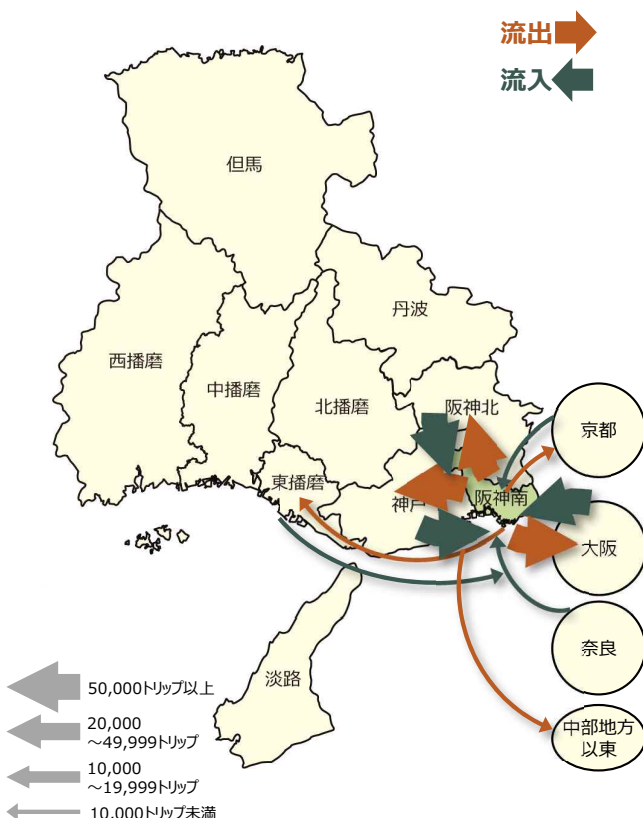 流出
流入
但馬
丹波
西播磨
中播磨
北播磨
阪神北
京都
東播磨
阪神南
神戸
大阪
奈良
淡路
中部地方
以東
50,000トリップ以上
20,000
～49,999トリップ
10,000
～19,999トリップ
10,000トリップ未満